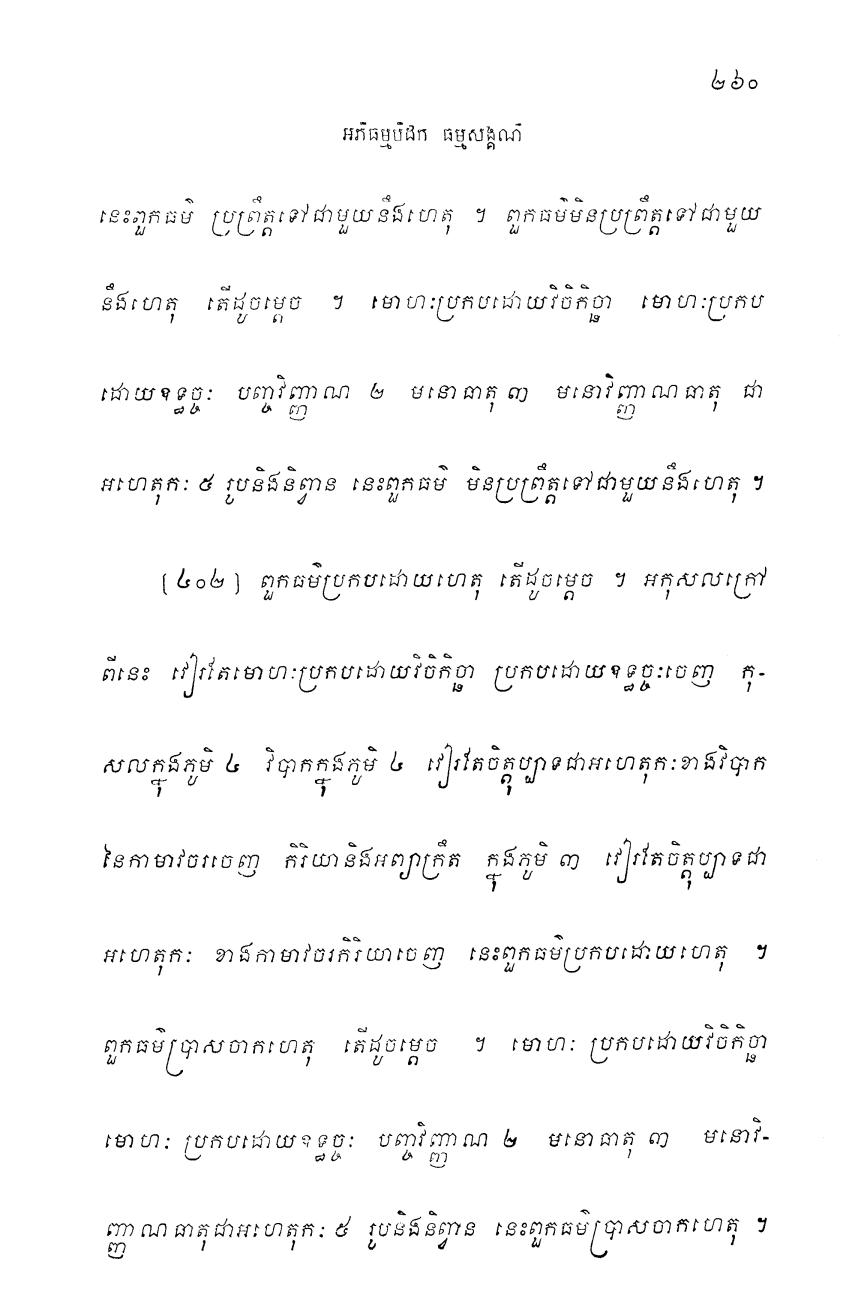 ២៦០
អភិធម្មបិដក ធម្មសង្គណី
នេះពួកធម៌ ប្រព្រឹត្តទៅជាមួយនឹងហេតុ ។ ពួកធម៌មិនប្រព្រឹត្តទៅជាមួយ
នឹងហេតុ តើដូចម្តេច ។ មោហៈប្រកបដោយវិចិកិច្ឆា មោហៈប្រកប
ដោយឧទ្ធច្ចៈ បញ្ចវិញ្ញាណ ២ មនោធាតុ ៣ មនោវិញ្ញាណធាតុ ជា
អហេតុកៈ ៥ រូបនិងនិព្វាន នេះពួកធម៌ មិនប្រព្រឹត្តទៅជាមួយនឹងហេតុ ។
[៤០២] ពួកធម៌ប្រកបដោយហេតុ តើដូចម្តេច ។ អកុសលក្រៅ
ពីនេះ វៀរតែមោហៈប្រកបដោយវិចិកិច្ឆា ប្រកបដោយឧទ្ធច្ចៈចេញ កុ-
សលក្នុងភូមិ ៤ វិបាកក្នុងភូមិ ៤ វៀរតែចិត្តុប្បាទជាអហេតុកៈខាងវិបាក
នៃកាមាវចរចេញ កិរិយានិងអព្យាក្រឹត ក្នុងភូមិ ៣ វៀរតែចិត្តុប្បាទជា
អហេតុកៈ ខាងកាមាវចរកិរិយាចេញ នេះពួកធម៌ប្រកបដោយហេតុ ។
ពួកធម៌ប្រាសចាកហេតុ តើដូចម្តេច ។ មោហៈ ប្រកបដោយវិចិកិច្ឆា
មោហៈ ប្រកបដោយឧទ្ធច្ចៈ បញ្ចវិញ្ញាណ ២ មនោធាតុ ៣ មនោវិ-
ញ្ញាណធាតុជាអហេតុកៈ ៥ រូបនិងនិព្វាន នេះពួកធម៌ប្រាសចាកហេតុ ។